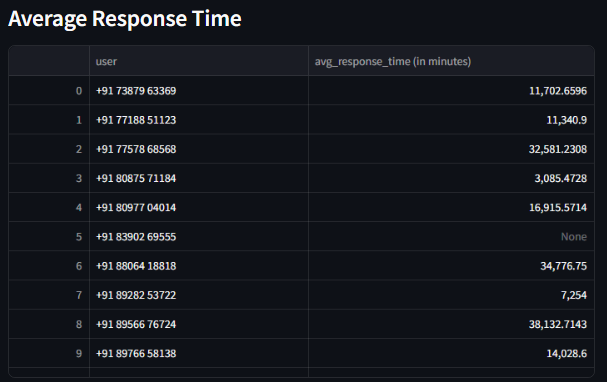 Average Response Time
user avg_response_time (in minutes)
0 +91 73879 63369 11,702.6596
1 +91 77188 51123 11,340.9
2 +91 77578 68568 32,581.2308
3 +91 80875 71184 3,085.4728
4 +91 80977 04014 16,915.5714
5 +91 83902 69555 None
6 +91 88064 18818 34,776.75
7 +91 89282 53722 7,254
8 +91 89566 76724 38,132.7143
9 +91 89766 58138 14,028.6